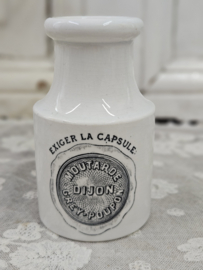 EXIGER LA CAPSULE
MOUTARDE
DIJON
GREY-POUPON